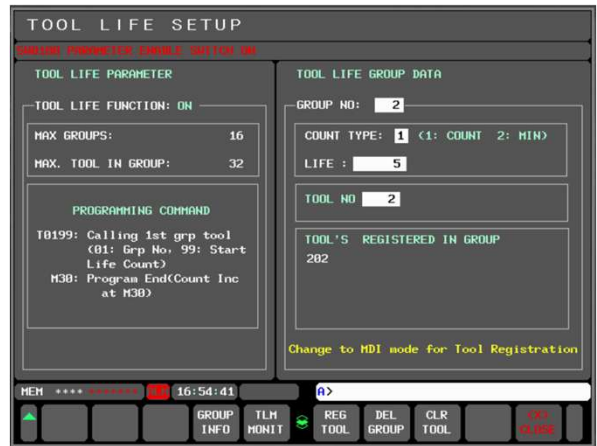 TOOL LIFE SETUP
SW0100 PARAMETER ENABLE SWITCH ON
TOOL LIFE PARAMETER
TOOL LIFE FUNCTION: ON
MAX GROUPS: 16
MAX. TOOL IN GROUP: 32
PROGRAMMING COMMAND
T0199: Calling 1st grp tool
(01: Grp No, 99: Start
Life Count)
M30: Program End(Count Inc
at M30)
TOOL LIFE GROUP DATA
GROUP NO: 2
COUNT TYPE: 1 (1: COUNT 2: MIN)
LIFE : 5
TOOL NO 2
TOOL'S REGISTERED IN GROUP
202
Change to MDI mode for Tool Registration
MEM **** 16:54:41 A>
GROUP INFO
TLM MONIT
REG TOOL
DEL GROUP
CLR TOOL
CLOSE